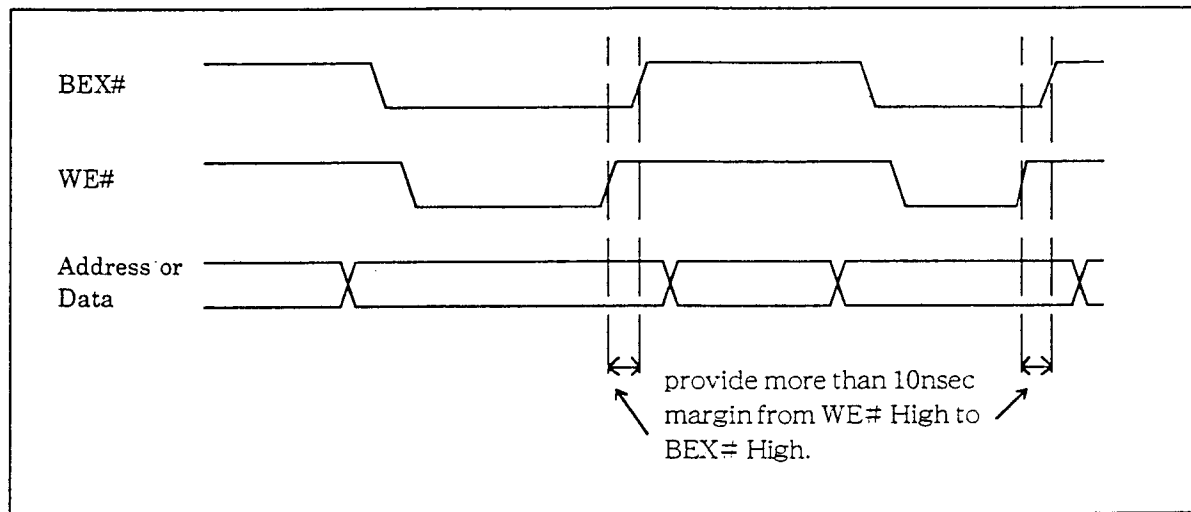 BEX#
WE#
Address or
Data
provide more than 10nsec
margin from WE# High to
BEX# High.